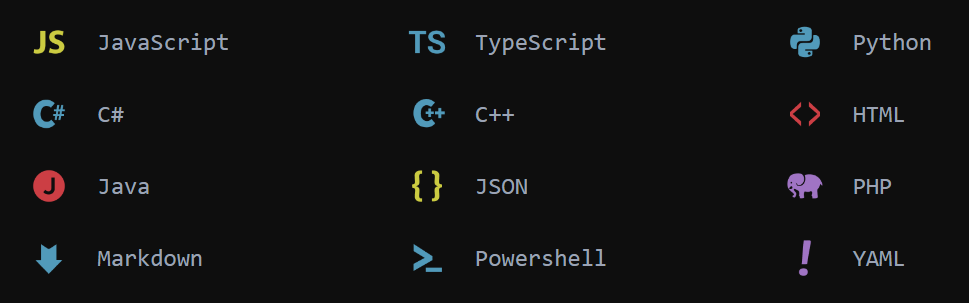 JS JavaScript TS TypeScript Python
C# C# C++ C++ <> HTML
J Java {} JSON PHP
Markdown >_ Powershell ! YAML